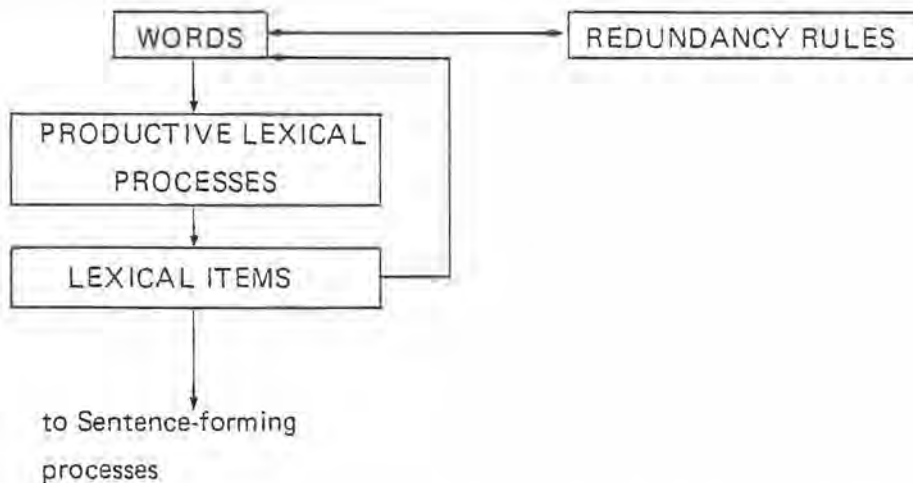 WORDS
REDUNDANCY RULES
PRODUCTIVE LEXICAL
PROCESSES
LEXICAL ITEMS
to Sentence-forming
processes